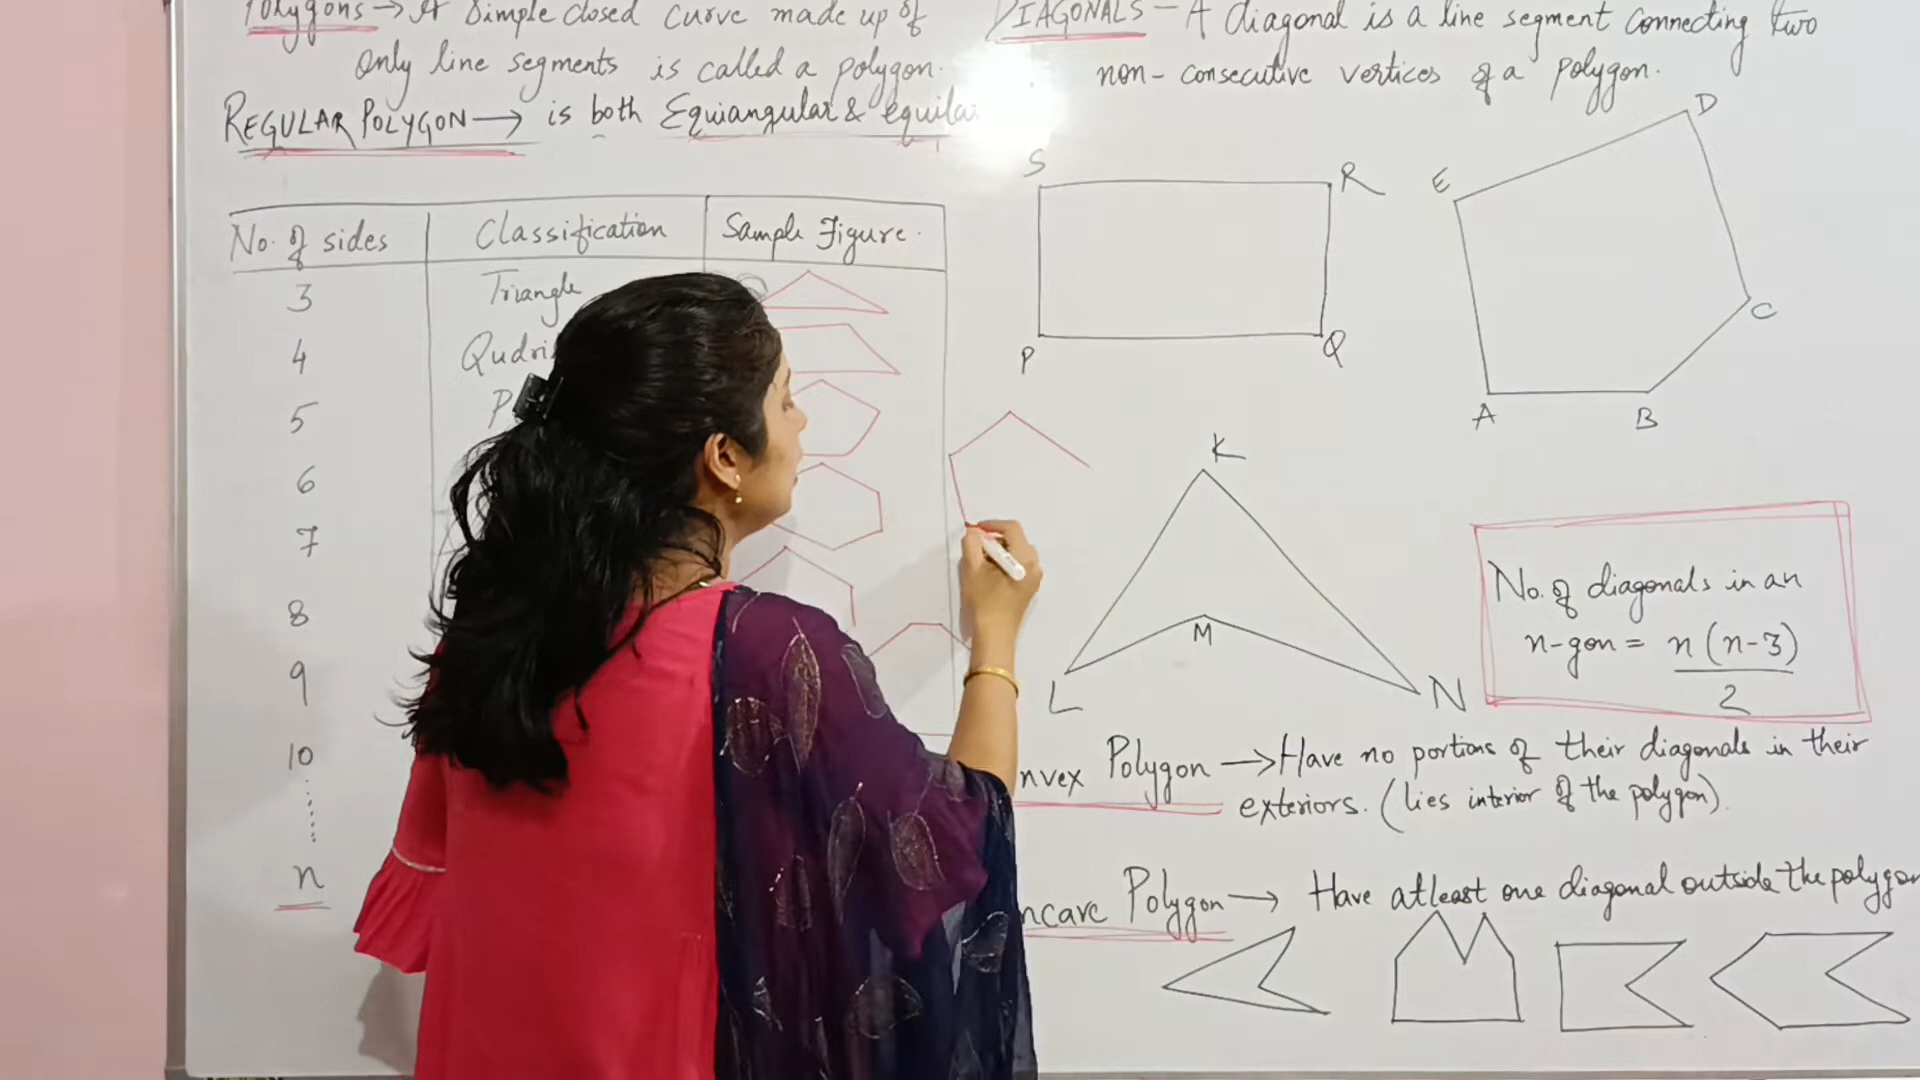 Polygons → A Simple closed curve made up of
only line segments is called a polygon.
REGULAR POLYGON → is both Equiangular &
No. of sides Classification Sample Figure.
3 Triangle
4
5
6
7
8
9
10
n
DIAGONALS - A diagonal is a line segment connecting two
non-consecutive vertices of a polygon.
S R
P Q
E D
C
A B
K
M
L N
No. of diagonals in an
n-gon = n(n-3)
2
Polygon → Have no portions of their diagonals in their
exteriors. (lies interior of the polygon).
Polygon → Have atleast one diagonal outside the polygon